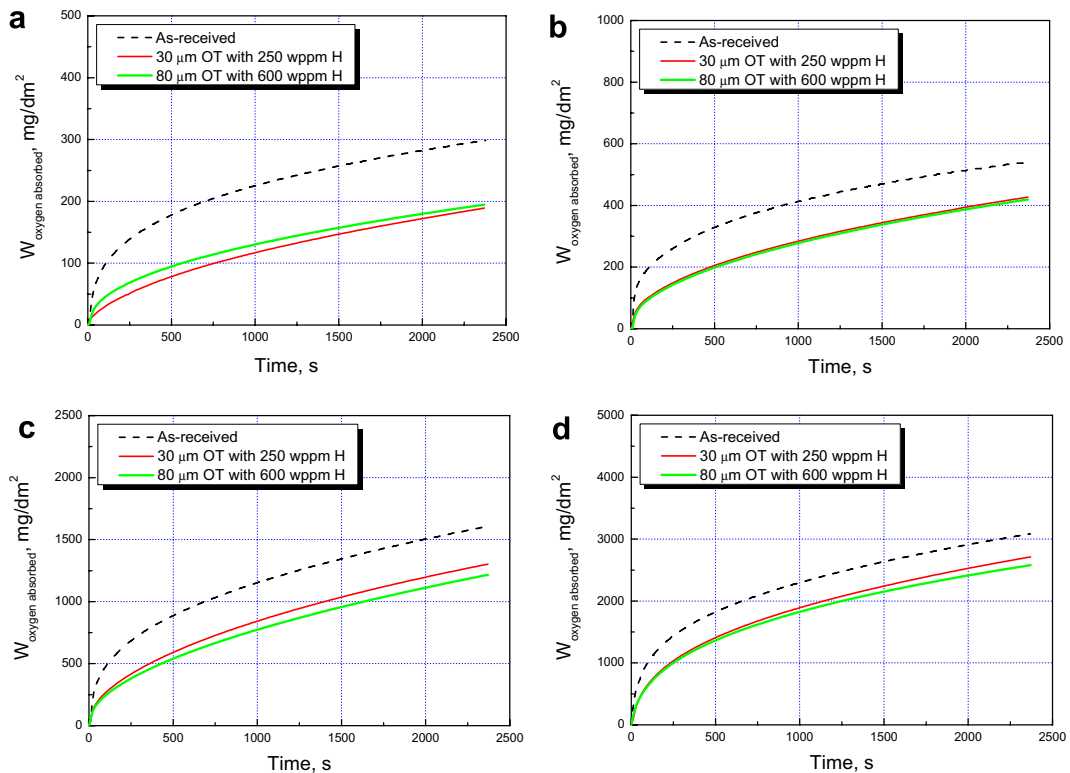 a
500
400
300
200
100
0
W oxygen absorbed, mg/dm²
As-received
30 μm OT with 250 wppm H
80 μm OT with 600 wppm H
0 500 1000 1500 2000 2500
Time, s
b
1000
800
600
400
200
0
W oxygen absorbed, mg/dm²
As-received
30 μm OT with 250 wppm H
80 μm OT with 600 wppm H
0 500 1000 1500 2000 2500
Time, s
c
2500
2000
1500
1000
500
0
W oxygen absorbed, mg/dm²
As-received
30 μm OT with 250 wppm H
80 μm OT with 600 wppm H
0 500 1000 1500 2000 2500
Time, s
d
5000
4000
3000
2000
1000
0
W oxygen absorbed, mg/dm²
As-received
30 μm OT with 250 wppm H
80 μm OT with 600 wppm H
0 500 1000 1500 2000 2500
Time, s